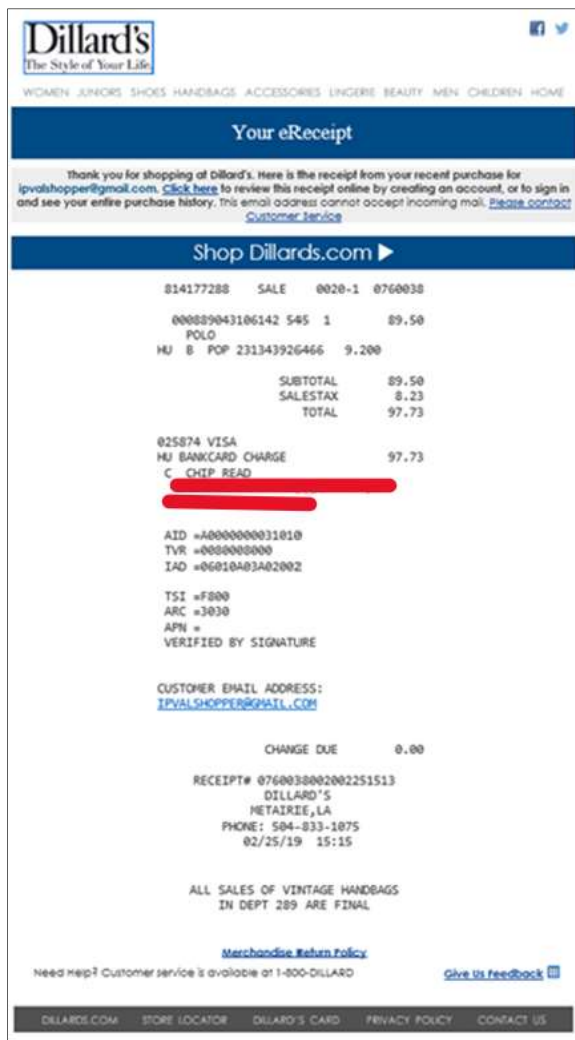 Dillard's
The Style of Your Life.
WOMEN JUNIORS SHOES HANDBAGS ACCESSORIES LINGERIE BEAUTY MEN CHILDREN HOME
Your eReceipt
Thank you for shopping at Dillard's. Here is the receipt from your recent purchase for
ipvalshopper@gmail.com. Click here to review this receipt online by creating an account, or to sign in
and see your entire purchase history. This email address cannot accept incoming mail. Please contact
Customer Service
Shop Dillards.com
814177288 SALE 0020-1 0760038
000889043106142 545 1 89.50
POLO
HU B POP 231343926466 9.200
SUBTOTAL 89.50
SALESTAX 8.23
TOTAL 97.73
025874 VISA
HU BANKCARD CHARGE 97.73
C CHIP READ
AID =A0000000031010
TVR =0080008000
IAD =06010A03A02002
TSI =F800
ARC =3030
APN =
VERIFIED BY SIGNATURE
CUSTOMER EMAIL ADDRESS:
IPVALSHOPPER@GMAIL.COM
CHANGE DUE 0.00
RECEIPT# 0760038002002251513
DILLARD'S
METAIRIE,LA
PHONE: 504-833-1075
02/25/19 15:15
ALL SALES OF VINTAGE HANDBAGS
IN DEPT 289 ARE FINAL
Merchandise Return Policy
Need Help? Customer service is available at 1-800-DILLARD
Give Us Feedback
DILLARDS.COM STORE LOCATOR DILLARD'S CARD PRIVACY POLICY CONTACT US